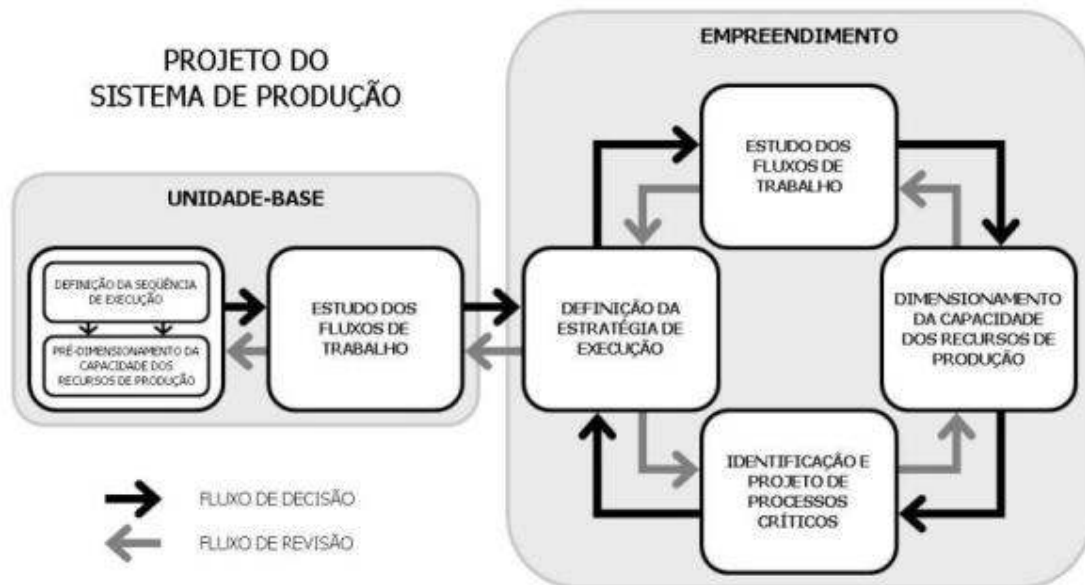 PROJETO DO
SISTEMA DE PRODUÇÃO
UNIDADE-BASE
DEFINIÇÃO DA SEQÜÊNCIA
DE EXECUÇÃO
PRÉ-DIMENSIONAMENTO DA
CAPACIDADE DOS
RECURSOS DE PRODUÇÃO
ESTUDO DOS
FLUXOS DE
TRABALHO
EMPREENDIMENTO
ESTUDO DOS
FLUXOS DE
TRABALHO
DEFINIÇÃO DA
ESTRATÉGIA DE
EXECUÇÃO
DIMENSIONAMENTO
DA CAPACIDADE
DOS RECURSOS DE
PRODUÇÃO
IDENTIFICAÇÃO E
PROJETO DE
PROCESSOS
CRÍTICOS
FLUXO DE DECISÃO
FLUXO DE REVISÃO